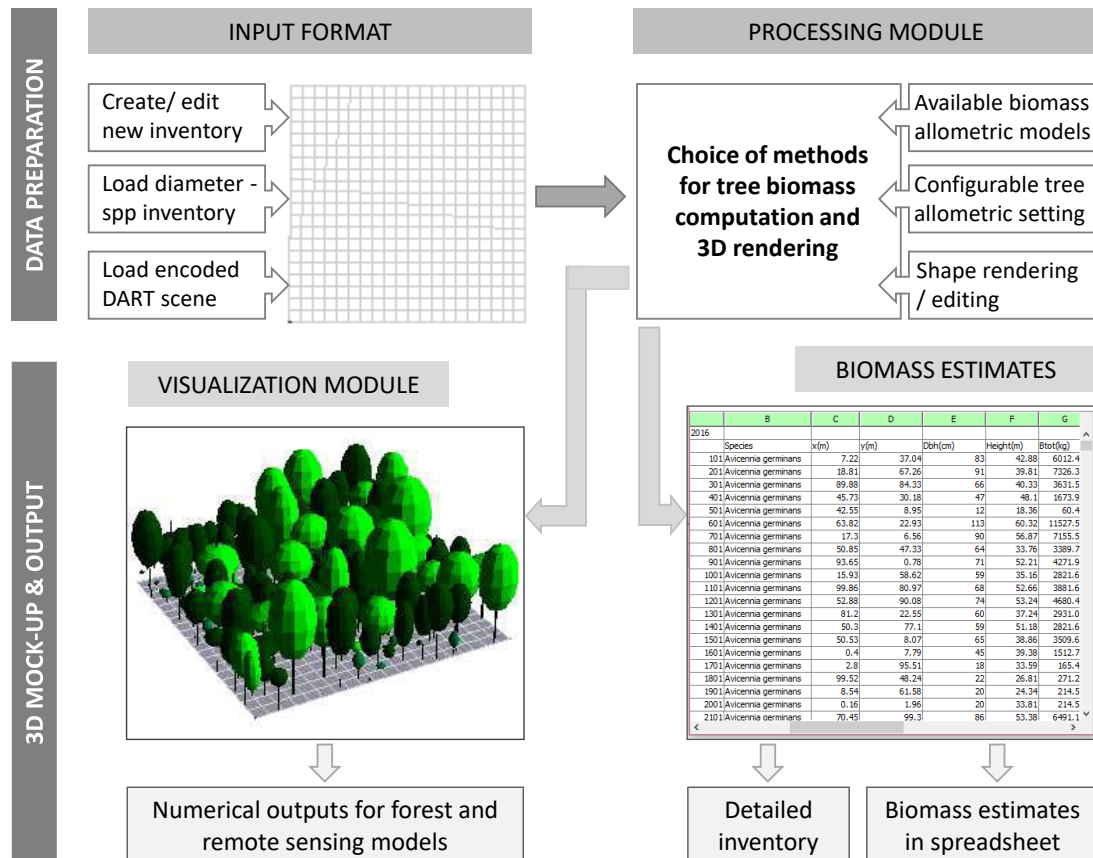 DATA PREPARATION
INPUT FORMAT
Create/ edit
new inventory
Load diameter -
spp inventory
Load encoded
DART scene
PROCESSING MODULE
Choice of methods
for tree biomass
computation and
3D rendering
Available biomass
allometric models
Configurable tree
allometric setting
Shape rendering
/ editing
3D MOCK-UP & OUTPUT
VISUALIZATION MODULE
Numerical outputs for forest and
remote sensing models
BIOMASS ESTIMATES
B C D E F G
2016
Species x(m) y(m) Dbh(cm) Height(m) Btot(kg)
101 Avicennia germinans 7.22 37.04 83 42.88 6012.4
201 Avicennia germinans 18.81 67.26 91 39.81 7326.3
301 Avicennia germinans 89.88 84.33 66 40.33 3631.5
401 Avicennia germinans 45.73 30.18 47 48.1 1673.9
501 Avicennia germinans 42.55 8.95 12 18.36 60.4
601 Avicennia germinans 63.82 22.93 113 60.32 11527.5
701 Avicennia germinans 17.3 6.56 90 56.87 7155.5
801 Avicennia germinans 50.85 47.33 64 33.76 3389.7
901 Avicennia germinans 93.65 0.78 71 52.21 4271.9
1001 Avicennia germinans 15.93 58.62 59 35.16 2821.6
1101 Avicennia germinans 99.86 80.97 68 52.66 3881.6
1201 Avicennia germinans 52.88 90.08 74 53.24 4680.4
1301 Avicennia germinans 81.2 22.55 60 37.24 2931.0
1401 Avicennia germinans 50.3 77.1 59 51.18 2821.6
1501 Avicennia germinans 50.53 8.07 65 38.86 3509.6
1601 Avicennia germinans 0.4 7.79 45 39.38 1512.7
1701 Avicennia germinans 2.8 95.51 18 33.59 165.4
1801 Avicennia germinans 99.52 48.24 22 26.81 271.2
1901 Avicennia germinans 8.54 61.58 20 24.34 214.5
2001 Avicennia germinans 0.16 1.96 20 33.81 214.5
2101 Avicennia germinans 70.45 99.3 86 53.38 6491.1
Detailed
inventory
Biomass estimates
in spreadsheet